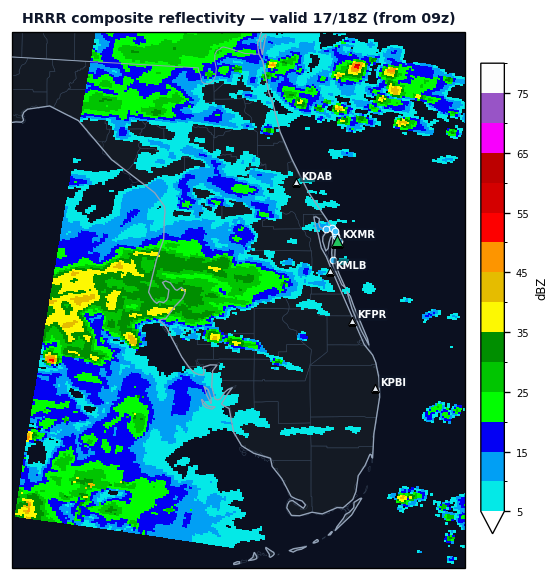 HRRR composite reflectivity — valid 17/18Z (from 09z)
KDAB
KXMR
KMLB
KFPR
KPBI
75
65
55
45
35
25
15
5
dBZ